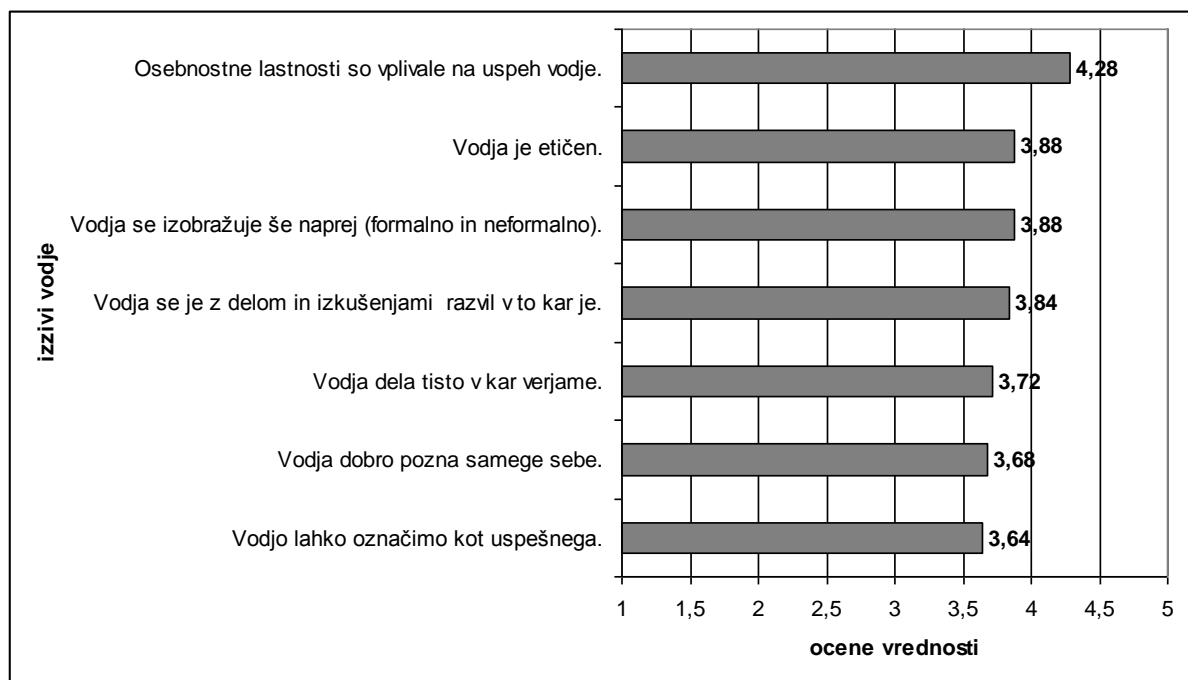 Osebnostne lastnosti so vplivale na uspeh vodje.
4,28
Vodja je etičen.
3,88
Vodja se izobražuje še naprej (formalno in neformalno).
3,88
Vodja se je z delom in izkušenjami razvil v to kar je.
3,84
Vodja dela tisto v kar verjame.
3,72
Vodja dobro pozna samege sebe.
3,68
Vodjo lahko označimo kot uspešnega.
3,64
izzivi vodje
1 1,5 2 2,5 3 3,5 4 4,5 5
ocene vrednosti